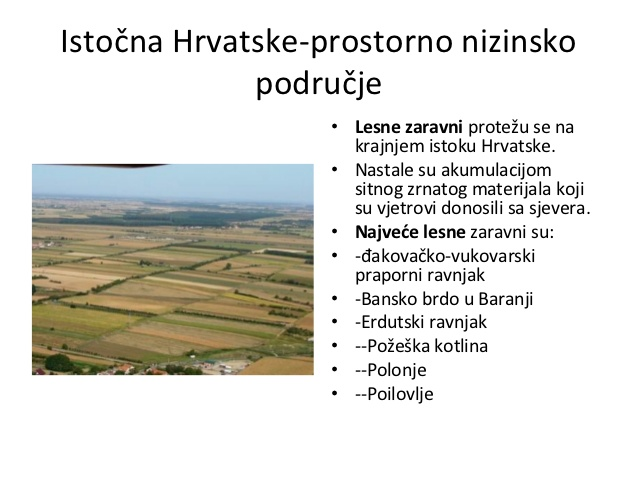 Istočna Hrvatske-prostorno nizinsko
područje
• Lesne zaravni protežu se na
krajnjem istoku Hrvatske.
• Nastale su akumulacijom
sitnog zrnatog materijala koji
su vjetrovi donosili sa sjevera.
• Najveće lesne zaravni su:
• -đakovačko-vukovarski
praporni ravnjak
• -Bansko brdo u Baranji
• -Erdutski ravnjak
• --Požeška kotlina
• --Polonje
• --Poilovlje